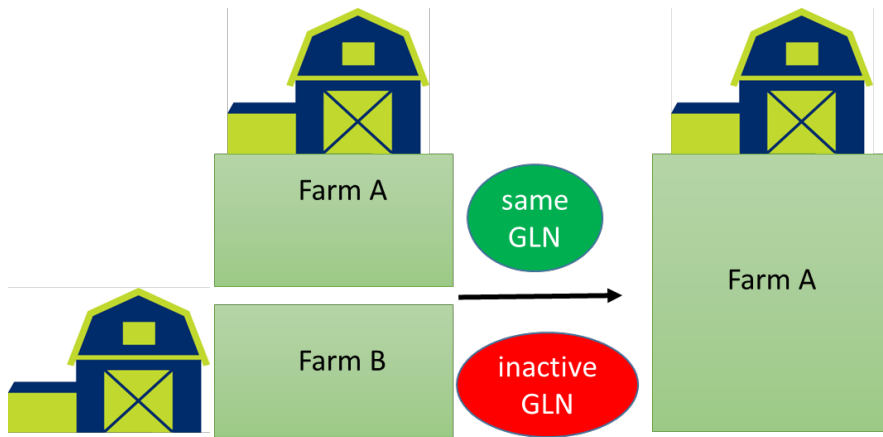 Farm A
same
GLN
Farm A
Farm B
inactive
GLN